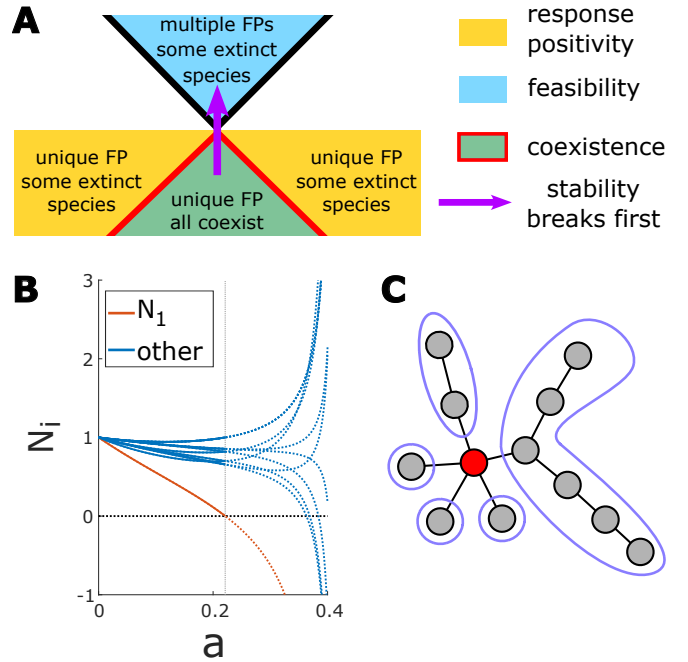 A
multiple FPs
some extinct
species
unique FP
some extinct
species
unique FP
all coexist
unique FP
some extinct
species
response
positivity
feasibility
coexistence
stability
breaks first
B
N1
other
Ni
3
2
1
0
-1
0
0.2
0.4
a
C